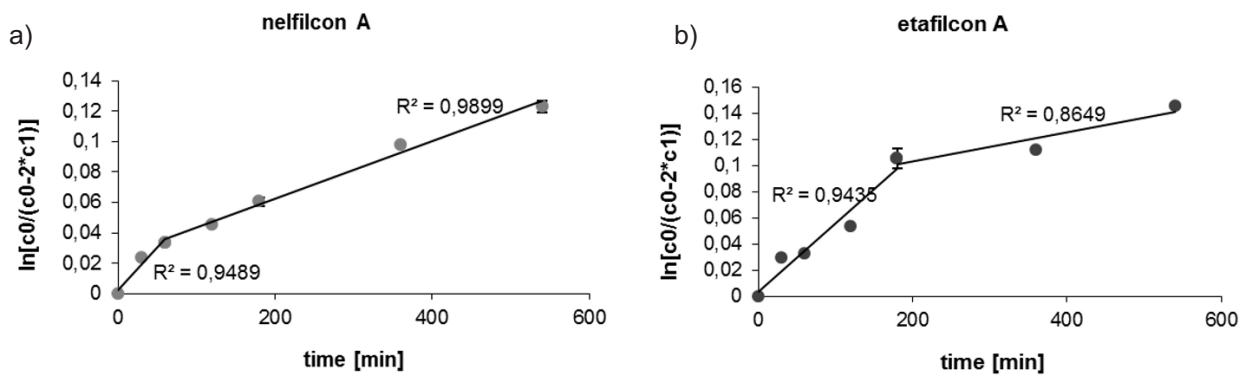 a)
nelfilcon A
ln[c0/(c0-2*c1)]
0,14
0,12
0,1
0,08
0,06
0,04
0,02
0
R² = 0,9899
R² = 0,9489
0
200
400
600
time [min]
b)
etafilcon A
ln[c0/(c0-2*c1)]
0,16
0,14
0,12
0,1
0,08
0,06
0,04
0,02
0
R² = 0,8649
R² = 0,9435
0
200
400
600
time [min]